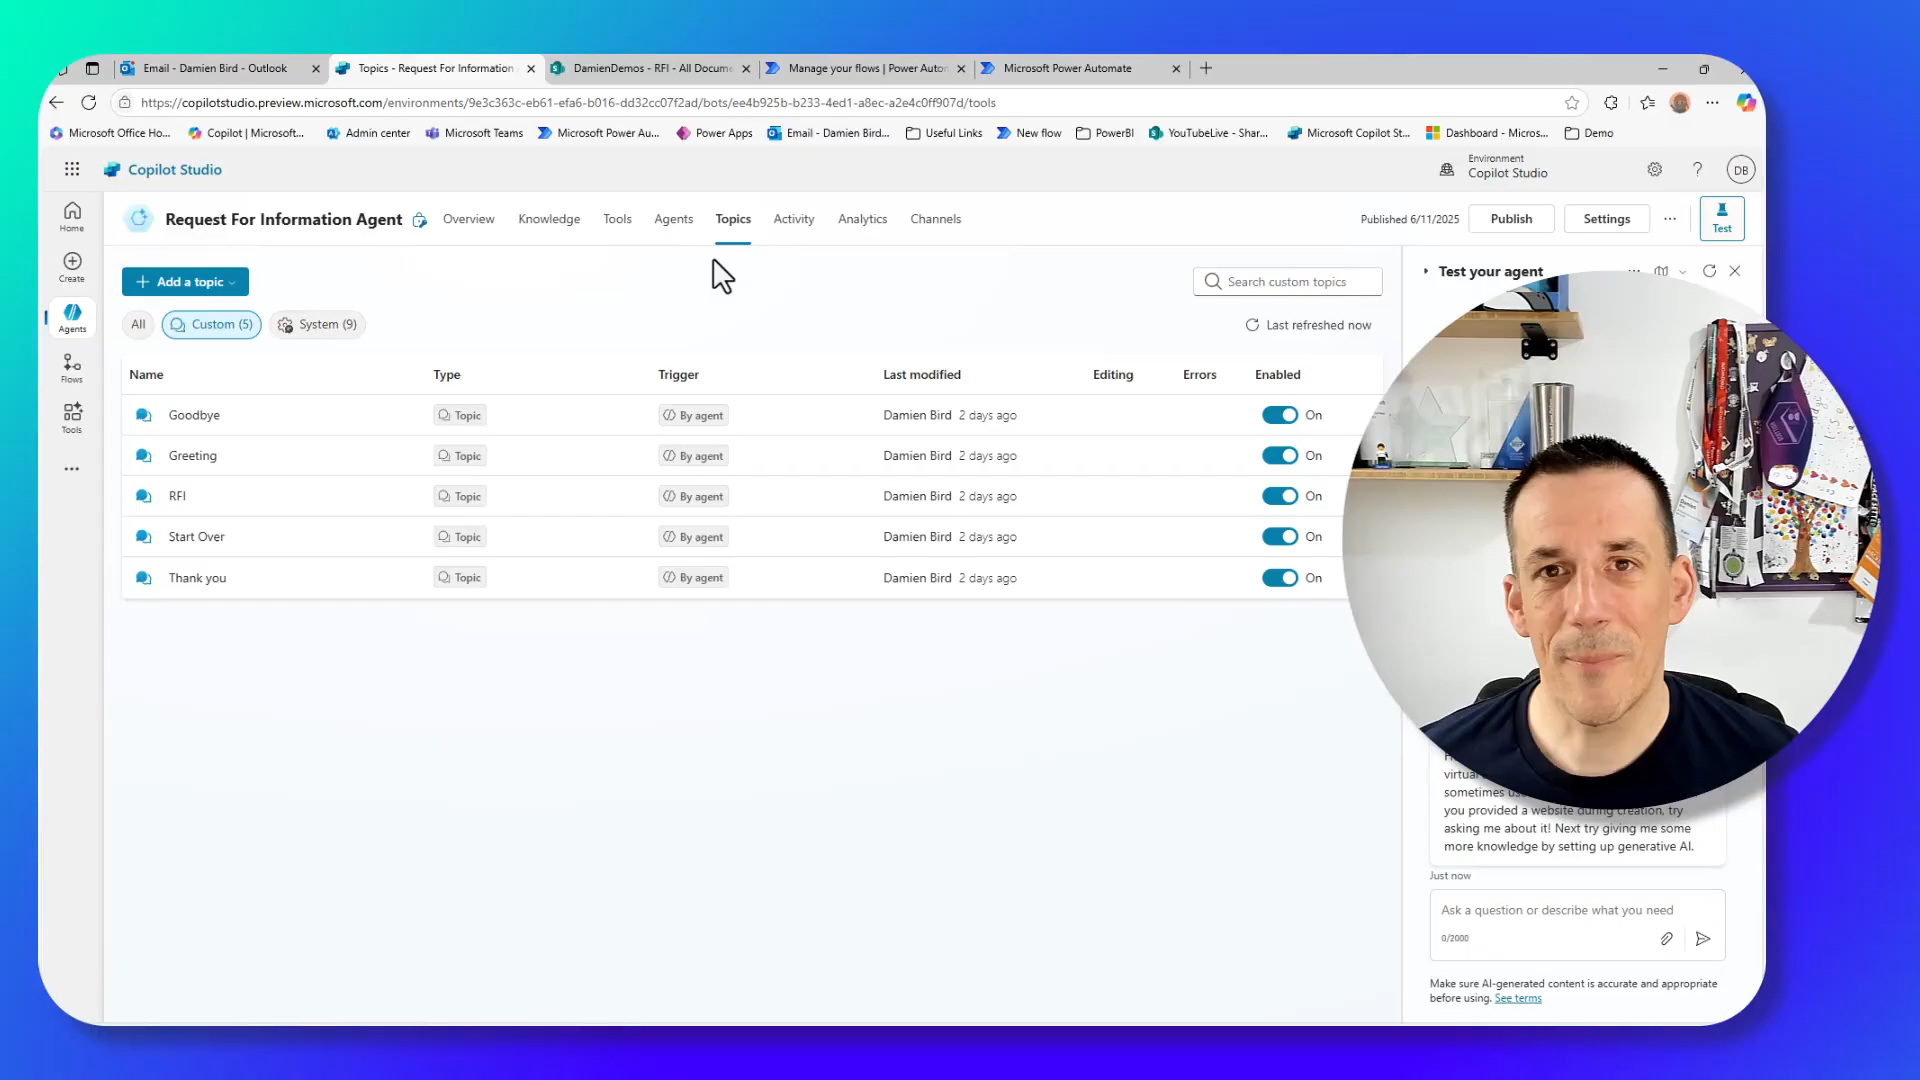 Email - Damien Bird - Outlook
Topics - Request For Information
DamienDemos - RFI - All Docume
Manage your flows | Power Auton
Microsoft Power Automate
https://copilotstudio.preview.microsoft.com/environments/9e3c363c-eb61-efa6-b016-dd32cc07f2ad/bots/ee4b925b-b233-4ed1-a8ec-a2e4c0ff907d/tools
Microsoft Office Ho...
Copilot | Microsoft...
Admin center
Microsoft Teams
Microsoft Power Au...
Power Apps
Email - Damien Bird...
Useful Links
New flow
PowerBI
YouTubeLive - Shar...
Microsoft Copilot St...
Dashboard - Micros...
Demo
Copilot Studio
Environment
Copilot Studio
DB
Home
Create
Agents
Flows
Tools
Request For Information Agent
Overview
Knowledge
Tools
Agents
Topics
Activity
Analytics
Channels
Published 6/11/2025
Publish
Settings
Test
Add a topic
Search custom topics
All
Custom (5)
System (9)
Last refreshed now
Name Type Trigger Last modified Editing Errors Enabled
Goodbye Topic By agent Damien Bird 2 days ago On
Greeting Topic By agent Damien Bird 2 days ago On
RFI Topic By agent Damien Bird 2 days ago On
Start Over Topic By agent Damien Bird 2 days ago On
Thank you Topic By agent Damien Bird 2 days ago On
Test your agent
virtual
sometimes us
you provided a website during creation, try
asking me about it! Next try giving me some
more knowledge by setting up generative AI.
Just now
Ask a question or describe what you need
0/2000
Make sure AI-generated content is accurate and appropriate
before using. See terms